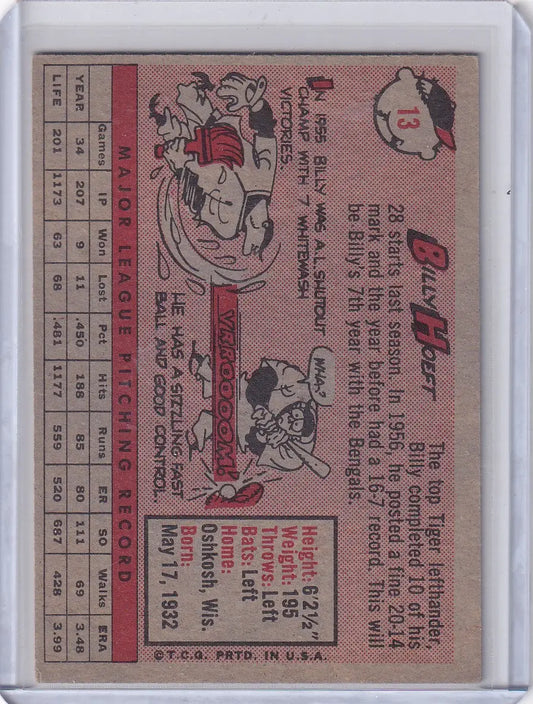 13
BILLY HOEFT
The top Tiger lefthander,
Billy completed 10 of his
28 starts last season. In 1956, he posted a fine 20-14
mark and the year before had a 16-7 record. This will
be Billy's 7th year with the Bengals.
IN 1955 BILLY WAS A.L. SHUTOUT
CHAMP WITH 7 WHITEWASH
VICTORIES.
WHA?
VAROOOOM!
HE HAS A SIZZLING FAST
BALL AND GOOD CONTROL.
Height: 6'2½"
Weight: 195
Throws: Left
Bats: Left
Home:
Oshkosh, Wis.
Born:
May 17, 1932
MAJOR LEAGUE PITCHING RECORD
Games IP Won Lost Pct Hits Runs ER SO Walks ERA
YEAR 34 207 9 11 .450 188 85 80 111 69 3.48
LIFE 201 1173 63 68 .481 1177 559 520 687 428 3.99
©T.C.G. PRTD. IN U.S.A.